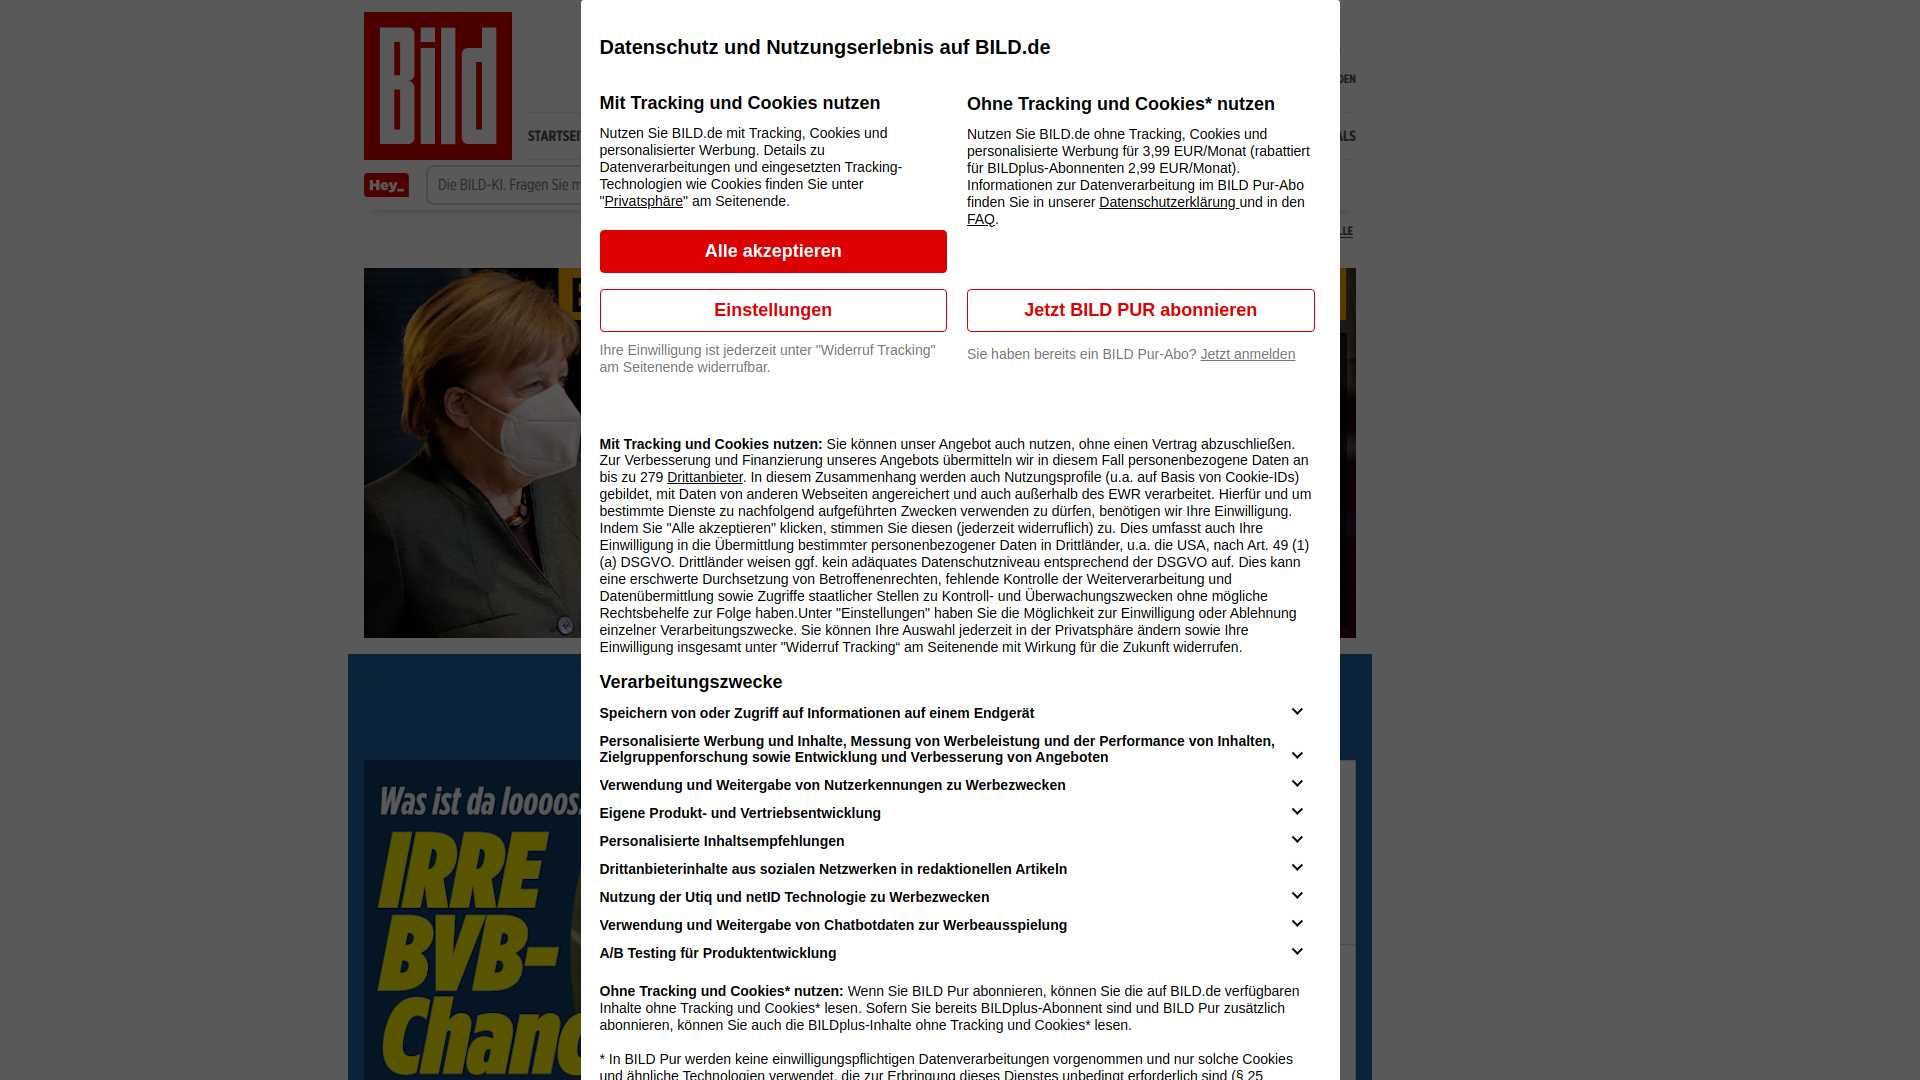 Bild
Datenschutz und Nutzungserlebnis auf BILD.de
Mit Tracking und Cookies nutzen
Nutzen Sie BILD.de mit Tracking, Cookies und
personalisierter Werbung. Details zu
Datenverarbeitungen und eingesetzten Tracking-
Technologien wie Cookies finden Sie unter
"Privatsphäre" am Seitenende.
Alle akzeptieren
Einstellungen
Ihre Einwilligung ist jederzeit unter "Widerruf Tracking"
am Seitenende widerrufbar.
Ohne Tracking und Cookies* nutzen
Nutzen Sie BILD.de ohne Tracking, Cookies und
personalisierte Werbung für 3,99 EUR/Monat (rabattiert
für BILDplus-Abonnenten 2,99 EUR/Monat).
Informationen zur Datenverarbeitung im BILD Pur-Abo
finden Sie in unserer Datenschutzerklärung und in den
FAQ.
Jetzt BILD PUR abonnieren
Sie haben bereits ein BILD Pur-Abo? Jetzt anmelden
Hey_
Die BILD-KI. Fragen Sie
Mit Tracking und Cookies nutzen: Sie können unser Angebot auch nutzen, ohne einen Vertrag abzuschließen.
Zur Verbesserung und Finanzierung unseres Angebots übermitteln wir in diesem Fall personenbezogene Daten an
bis zu 279 Drittanbieter. In diesem Zusammenhang werden auch Nutzungsprofile (u.a. auf Basis von Cookie-IDs)
gebildet, mit Daten von anderen Webseiten angereichert und auch außerhalb des EWR verarbeitet. Hierfür und um
bestimmte Dienste zu nachfolgend aufgeführten Zwecken verwenden zu dürfen, benötigen wir Ihre Einwilligung.
Indem Sie "Alle akzeptieren" klicken, stimmen Sie diesen (jederzeit widerruflich) zu. Dies umfasst auch Ihre
Einwilligung in die Übermittlung bestimmter personenbezogener Daten in Drittländer, u.a. die USA, nach Art. 49 (1)
(a) DSGVO. Drittländer weisen ggf. kein adäquates Datenschutzniveau entsprechend der DSGVO auf. Dies kann
eine erschwerte Durchsetzung von Betroffenenrechten, fehlende Kontrolle der Weiterverarbeitung und
Datenübermittlung sowie Zugriffe staatlicher Stellen zu Kontroll- und Überwachungszwecken ohne mögliche
Rechtsbehelfe zur Folge haben.Unter "Einstellungen" haben Sie die Möglichkeit zur Einwilligung oder Ablehnung
einzelner Verarbeitungszwecke. Sie können Ihre Auswahl jederzeit in der Privatsphäre ändern sowie Ihre
Einwilligung insgesamt unter "Widerruf Tracking“ am Seitenende mit Wirkung für die Zukunft widerrufen.
Verarbeitungszwecke
Speichern von oder Zugriff auf Informationen auf einem Endgerät
Personalisierte Werbung und Inhalte, Messung von Werbeleistung und der Performance von Inhalten,
Zielgruppenforschung sowie Entwicklung und Verbesserung von Angeboten
Verwendung und Weitergabe von Nutzerkennungen zu Werbezwecken
Eigene Produkt- und Vertriebsentwicklung
Personalisierte Inhaltsempfehlungen
Drittanbieterinhalte aus sozialen Netzwerken in redaktionellen Artikeln
Nutzung der Utiq und netID Technologie zu Werbezwecken
Verwendung und Weitergabe von Chatbotdaten zur Werbeausspielung
A/B Testing für Produktentwicklung
Ohne Tracking und Cookies* nutzen: Wenn Sie BILD Pur abonnieren, können Sie die auf BILD.de verfügbaren
Inhalte ohne Tracking und Cookies* lesen. Sofern Sie bereits BILDplus-Abonnent sind und BILD Pur zusätzlich
abonnieren, können Sie auch die BILDplus-Inhalte ohne Tracking und Cookies* lesen.
* In BILD Pur werden keine einwilligungspflichtigen Datenverarbeitungen vorgenommen und nur solche Cookies
und ähnliche Technologien verwendet, die zur Erbringung dieses Dienstes unbedingt erforderlich sind (§ 25
Was ist da loooos
IRRE
BVB-